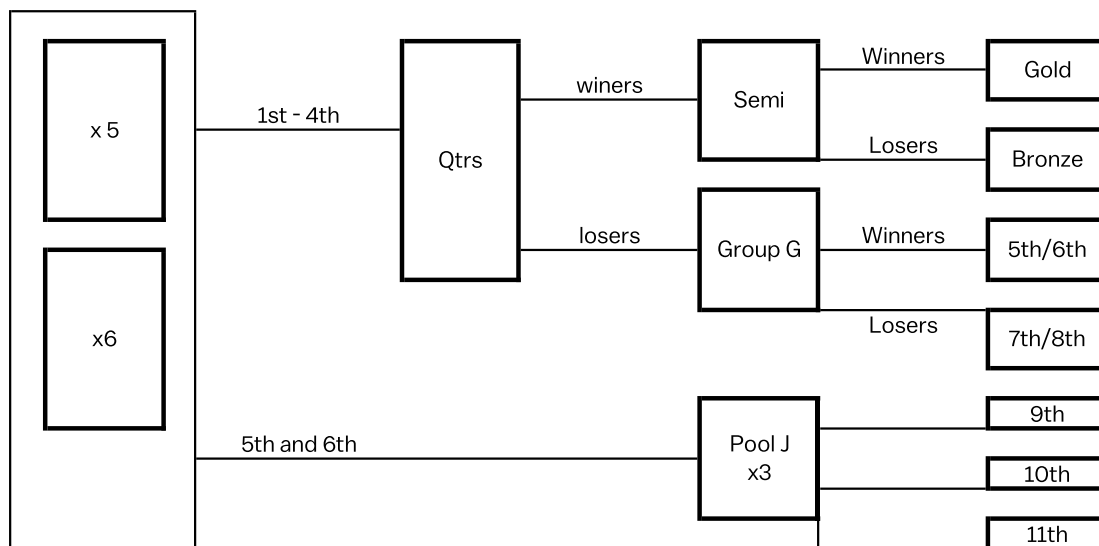 x 5
x6
1st - 4th
5th and 6th
Qtrs
winers
losers
Semi
Group G
Pool J
x3
Winners
Losers
Winners
Losers
Gold
Bronze
5th/6th
7th/8th
9th
10th
11th